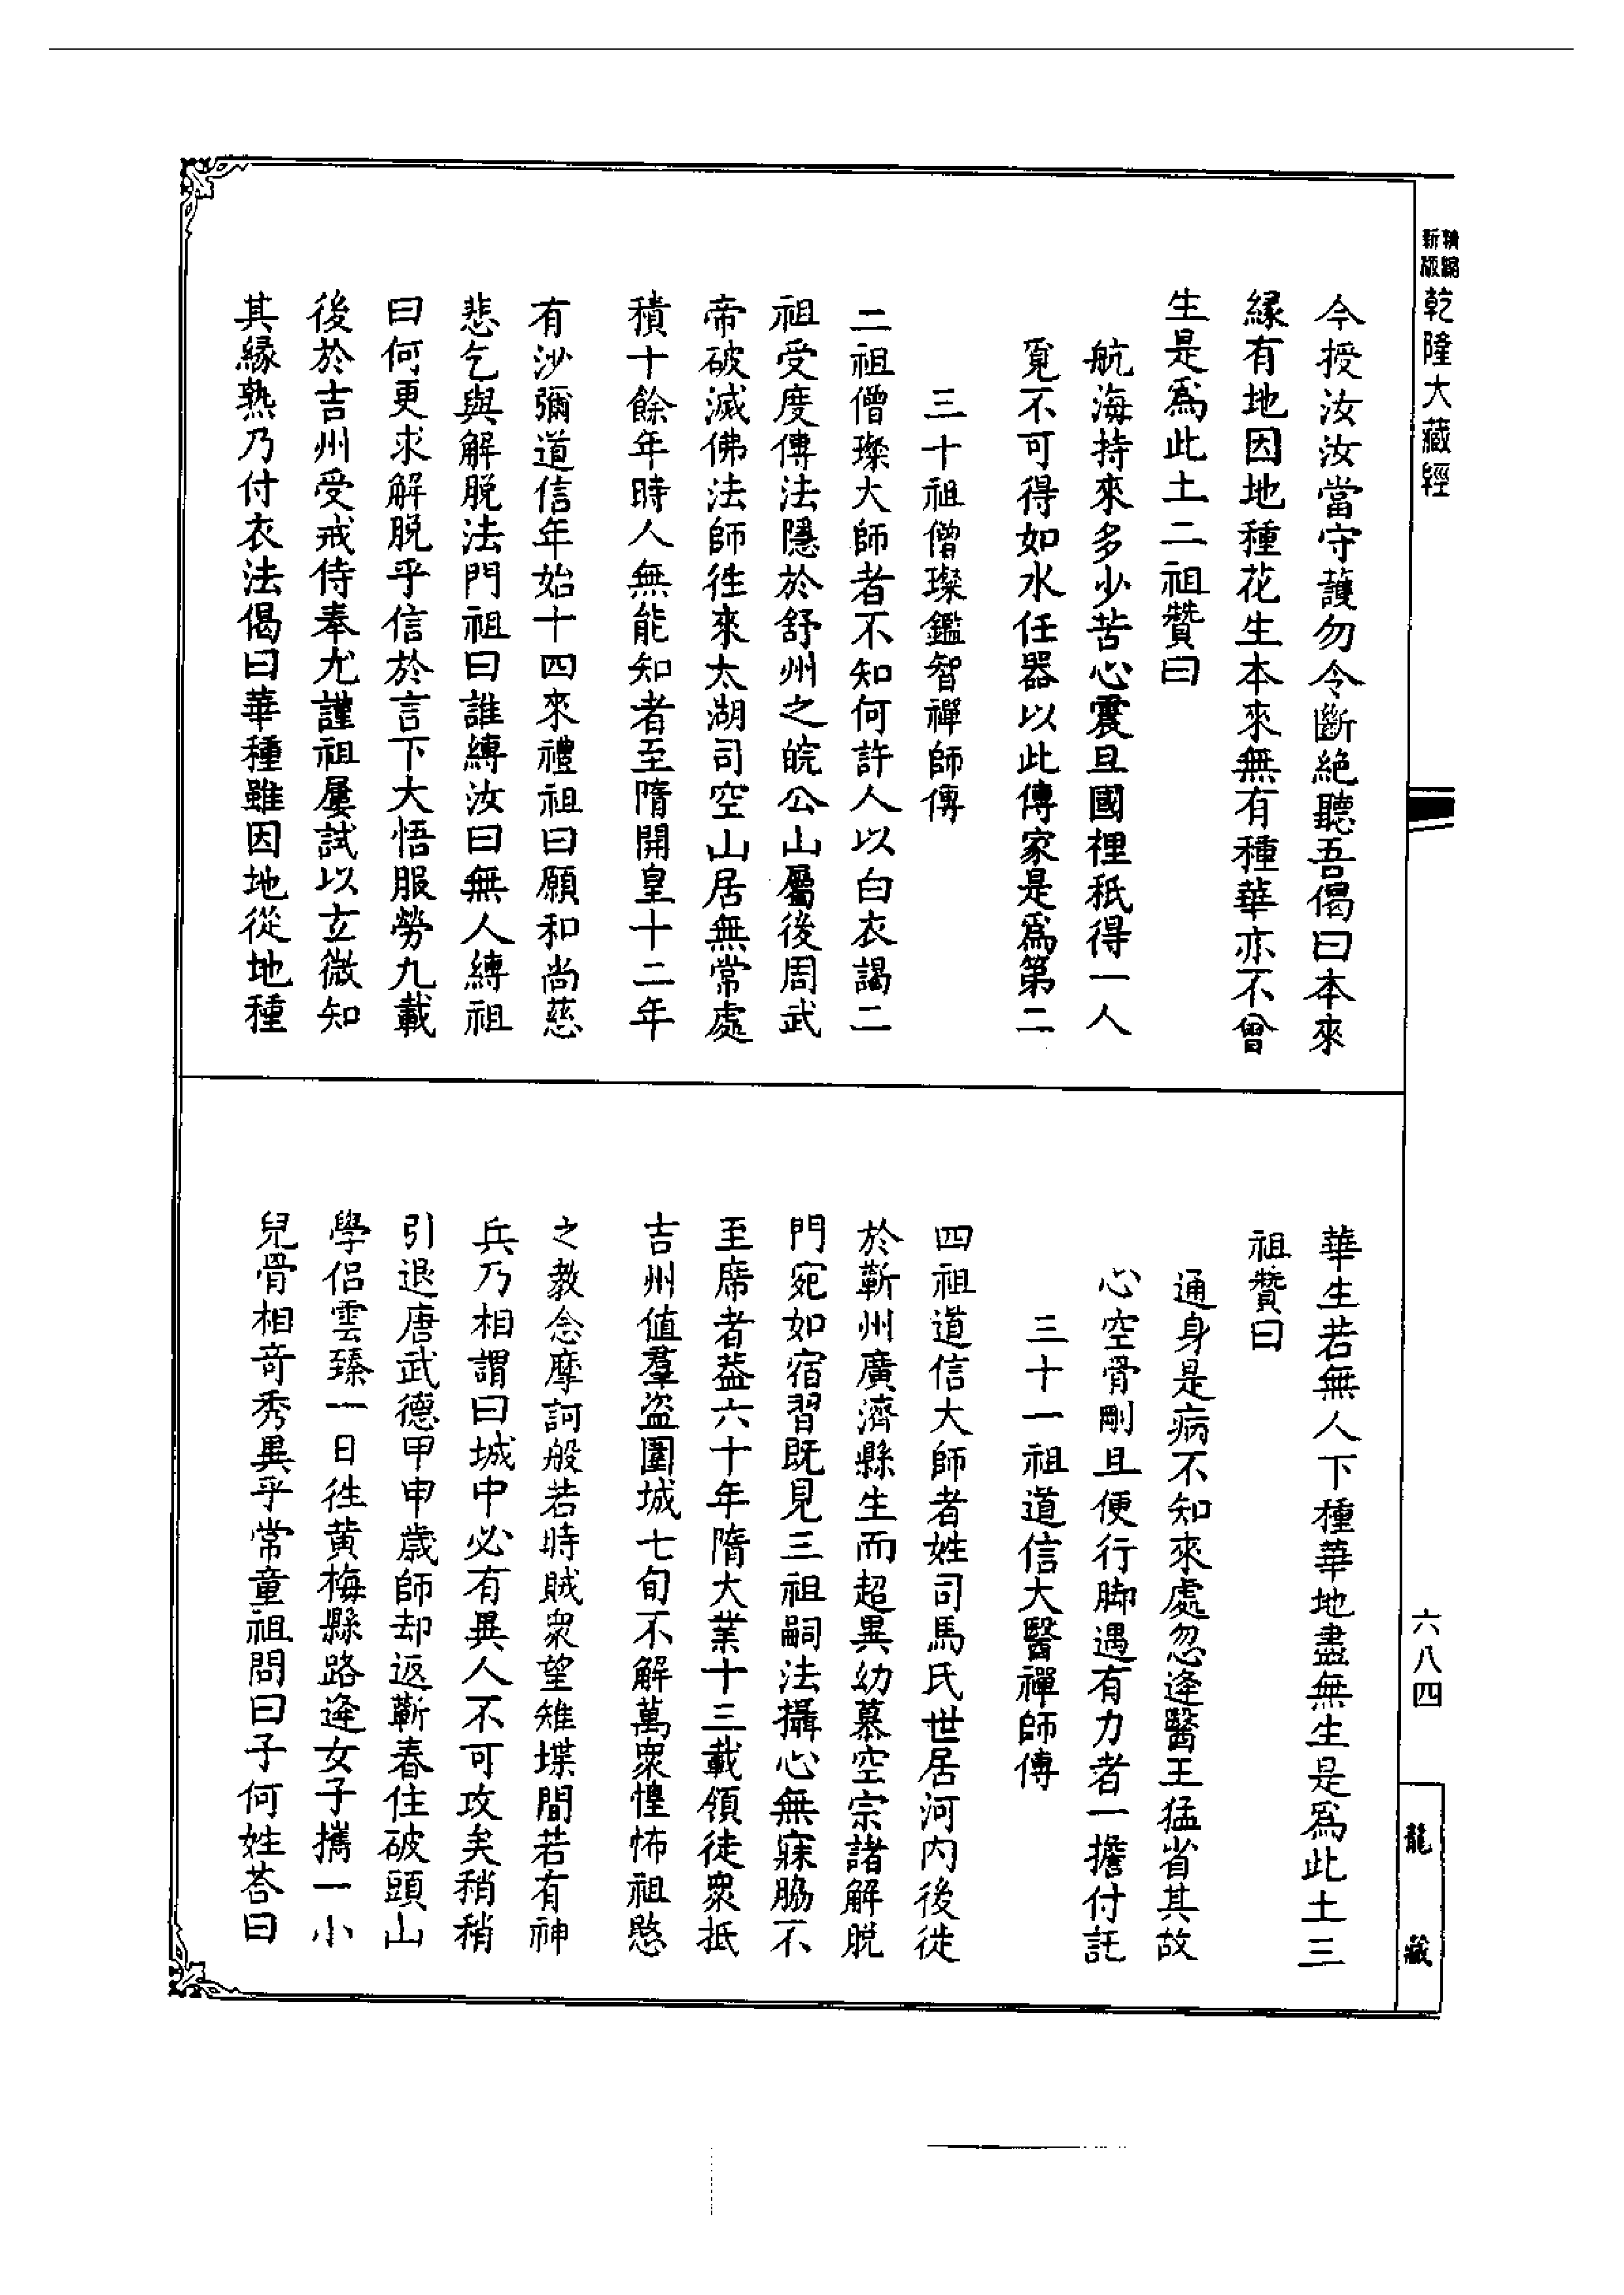 精縮
新版
乾隆大藏經
今授汝汝當守護勿令斷絶聽吾偈曰本來
縁有地因地種花生本來無有種華亦不曾
生是爲此土二祖贊曰
航海持來多少苦心震旦國裡秖得一人
覓不可得如水任器以此傳家是爲第二
三十祖僧璨鑑智禪師傳
二祖僧璨大師者不知何許人以白衣謁二
祖受度傳法隱於舒州之皖公山屬後周武
帝破滅佛法師徃來太湖司空山居無常處
積十餘年時人無能知者至隋開皇十二年
有沙彌道信年始十四來禮祖曰願和尚慈
悲乞與解脱法門祖曰誰縛汝曰無人縛祖
曰何更求解脱乎信於言下大悟服勞九載
後於吉州受戒侍奉尤謹祖屢試以玄微知
其縁熟乃付衣法偈曰華種雖因地從地種
華生若無人下種華地盡無生是爲此土三
祖贊曰
通身是病不知來處忽逢醫王猛省其故
心空骨剛且便行脚遇有力者一擔付託
三十一祖道信大醫禪師傳
四祖道信大師者姓司馬氏世居河内後徙
於蘄州廣濟縣生而超異幼慕空宗諸解脱
門宛如宿習既見三祖嗣法攝心無寐脇不
至席者葢六十年隋大業十三載領徒衆抵
吉州値羣盗圍城七旬不解萬衆惶怖祖愍
之教念摩訶般若時賊衆望雉堞間若有神
兵乃相謂曰城中必有異人不可攻矣稍稍
引退唐武德甲申歳師却返蘄春住破頭山
學侶雲臻一日徃黄梅縣路逢女子攜一小
兒骨相奇秀異乎常童祖問曰子何姓荅曰
六八四
龍藏